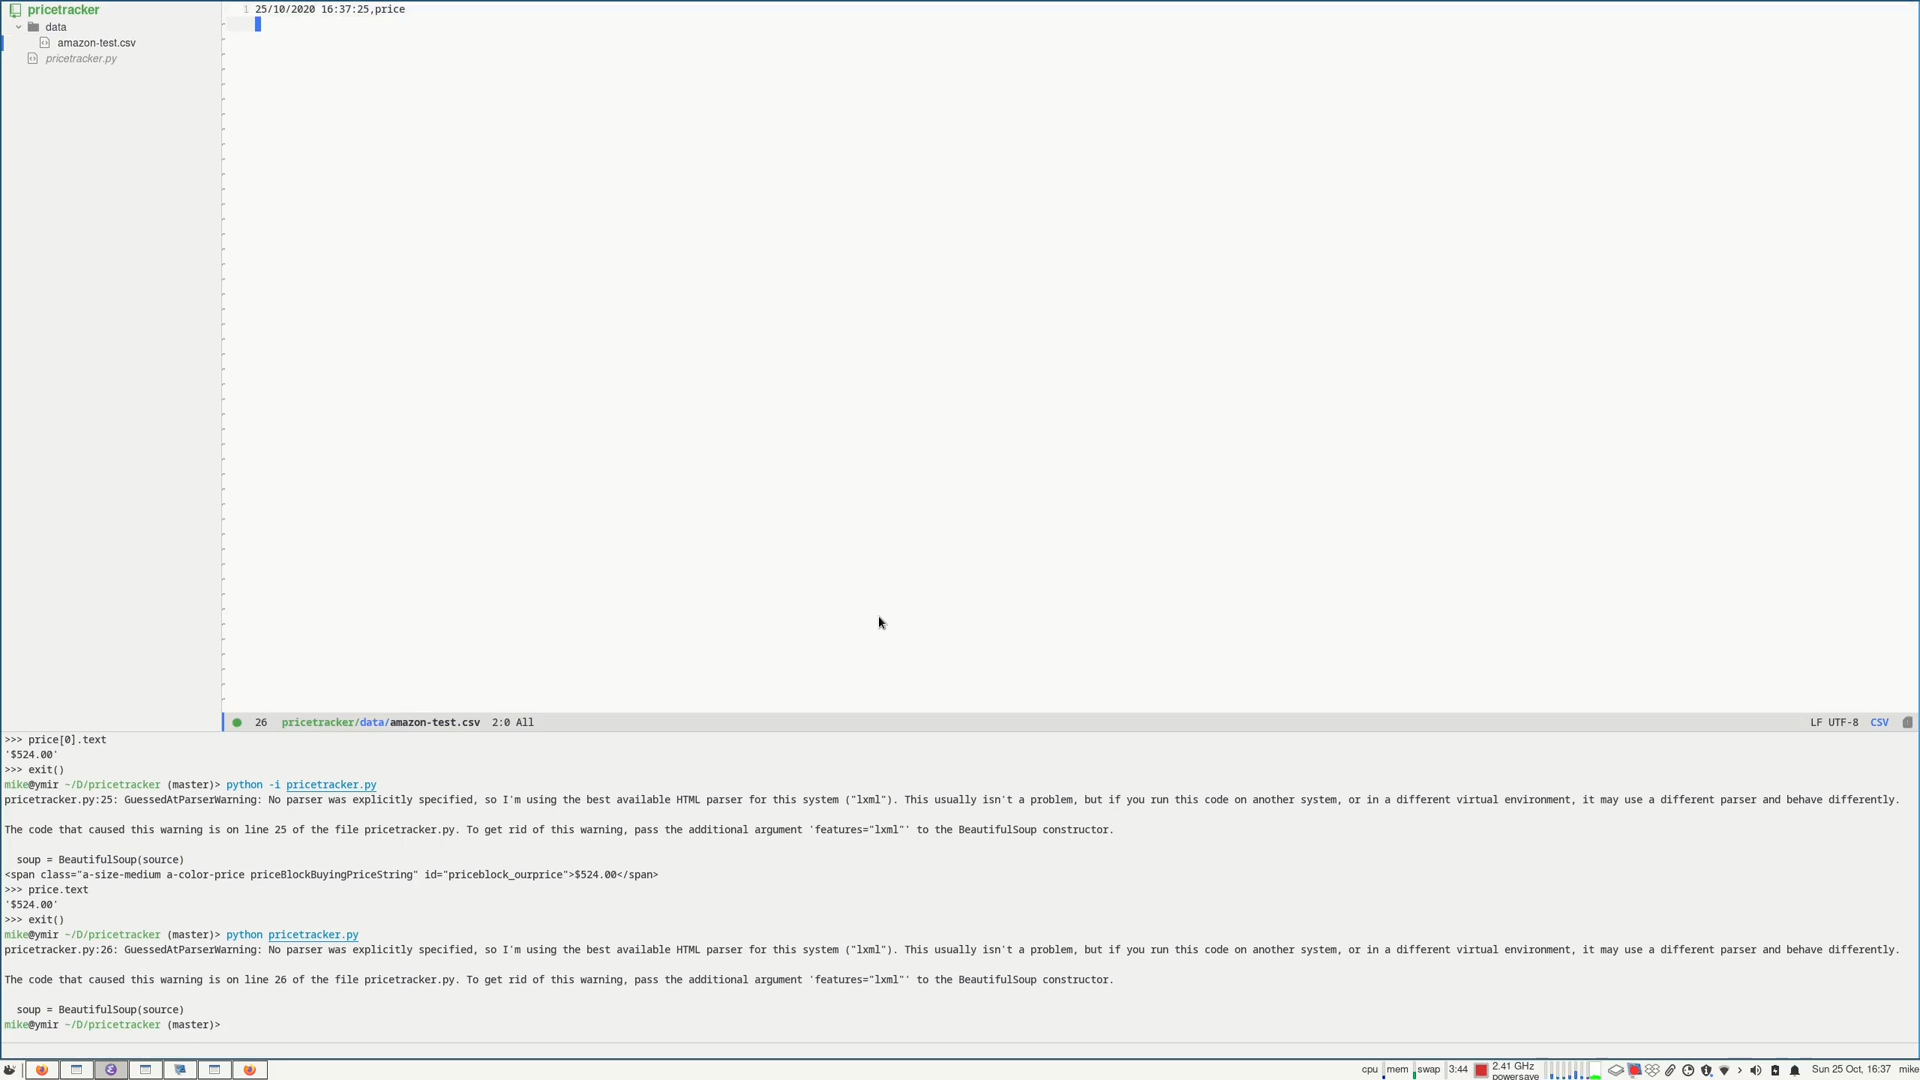 pricetracker
data
amazon-test.csv
pricetracker.py
1 25/10/2020 16:37:25,price
26 pricetracker/data/amazon-test.csv 2:0 All LF UTF-8 CSV
>>> price[0].text
'$524.00'
>>> exit()
mike@ymir ~/D/pricetracker (master)> python -i pricetracker.py
pricetracker.py:25: GuessedAtParserWarning: No parser was explicitly specified, so I'm using the best available HTML parser for this system ("lxml"). This usually isn't a problem, but if you run this code on another system, or in a different virtual environment, it may use a different parser and behave differently.
The code that caused this warning is on line 25 of the file pricetracker.py. To get rid of this warning, pass the additional argument 'features="lxml"' to the BeautifulSoup constructor.
soup = BeautifulSoup(source)
<span class="a-size-medium a-color-price priceBlockBuyingPriceString" id="priceblock_ourprice">$524.00</span>
>>> price.text
'$524.00'
>>> exit()
mike@ymir ~/D/pricetracker (master)> python pricetracker.py
pricetracker.py:26: GuessedAtParserWarning: No parser was explicitly specified, so I'm using the best available HTML parser for this system ("lxml"). This usually isn't a problem, but if you run this code on another system, or in a different virtual environment, it may use a different parser and behave differently.
The code that caused this warning is on line 26 of the file pricetracker.py. To get rid of this warning, pass the additional argument 'features="lxml"' to the BeautifulSoup constructor.
soup = BeautifulSoup(source)
mike@ymir ~/D/pricetracker (master)>
cpu mem swap 3:44 2.41 GHz Sun 25 Oct, 16:37 mike
powersave